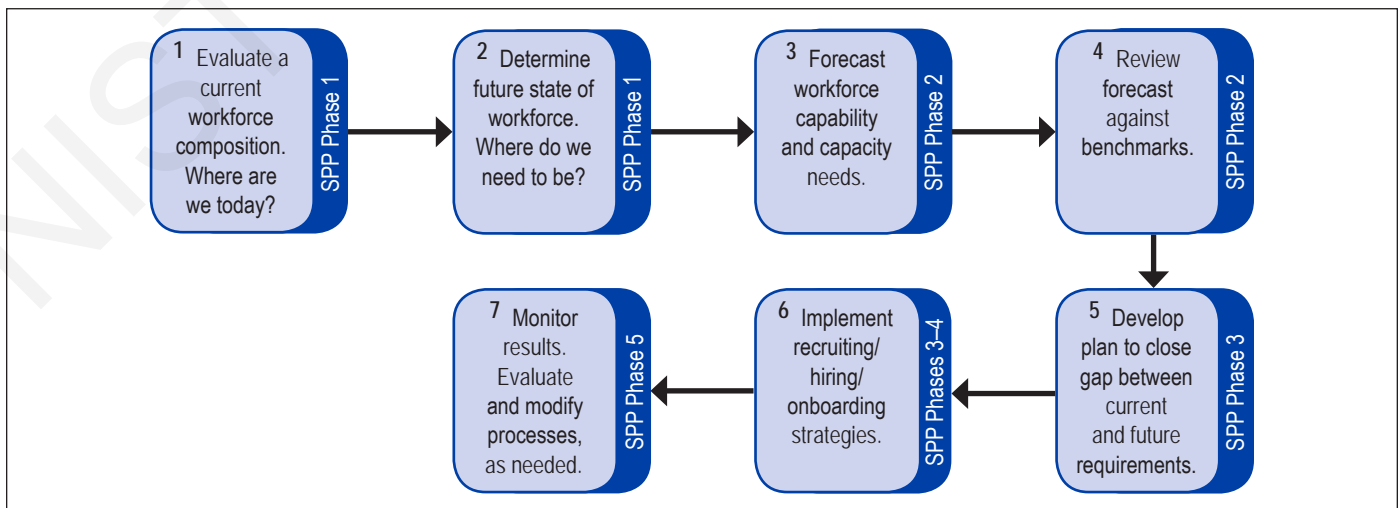 1 Evaluate a
current
workforce
composition.
Where are
we today?
SPP Phase 1
2 Determine
future state of
workforce.
Where do we
need to be?
SPP Phase 1
3 Forecast
workforce
capability
and capacity
needs.
SPP Phase 2
4 Review
forecast
against
benchmarks.
SPP Phase 2
5 Develop
plan to close
gap between
current
and future
requirements.
SPP Phase 3
6 Implement
recruiting/
hiring/
onboarding
strategies.
SPP Phases 3–4
7 Monitor
results.
Evaluate
and modify
processes,
as needed.
SPP Phase 5
NIST